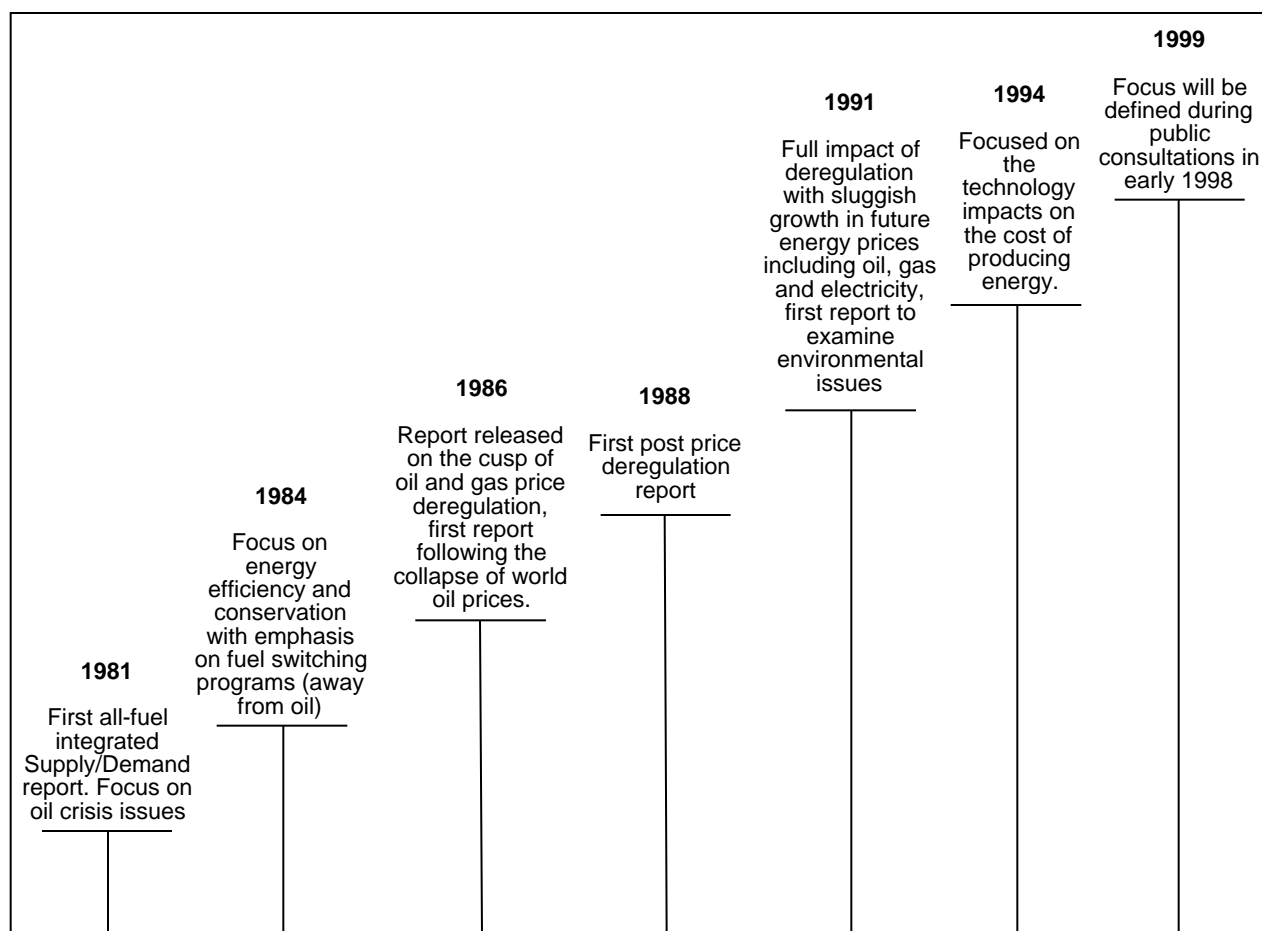 1981
First all-fuel
integrated
Supply/Demand
report. Focus on
oil crisis issues
1984
Focus on
energy
efficiency and
conservation
with emphasis
on fuel switching
programs (away
from oil)
1986
Report released
on the cusp of
oil and gas price
deregulation,
first report
following the
collapse of world
oil prices.
1988
First post price
deregulation
report
1991
Full impact of
deregulation
with sluggish
growth in future
energy prices
including oil, gas
and electricity,
first report to
examine
environmental
issues
1994
Focused on
the
technology
impacts on
the cost of
producing
energy.
1999
Focus will be
defined during
public
consultations in
early 1998